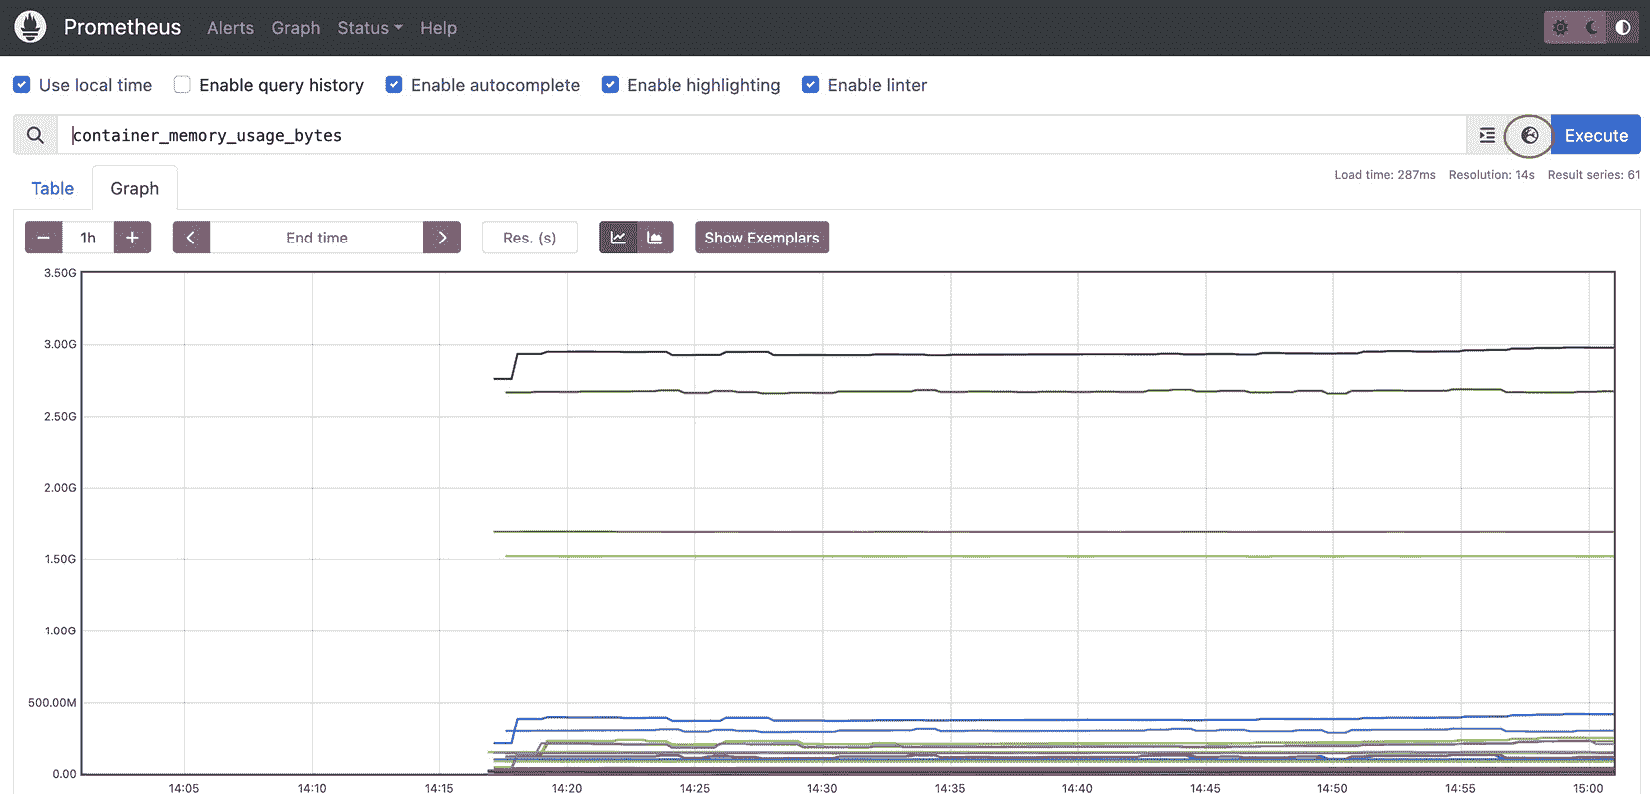 Prometheus Alerts Graph Status Help
Use local time Enable query history Enable autocomplete Enable highlighting Enable linter
container_memory_usage_bytes Execute
Load time: 287ms Resolution: 14s Result series: 61
Table Graph
− 1h + End time Res. (s) Show Exemplars
3.50G
3.00G
2.50G
2.00G
1.50G
1.00G
500.00M
0.00
14:05 14:10 14:15 14:20 14:25 14:30 14:35 14:40 14:45 14:50 14:55 15:00